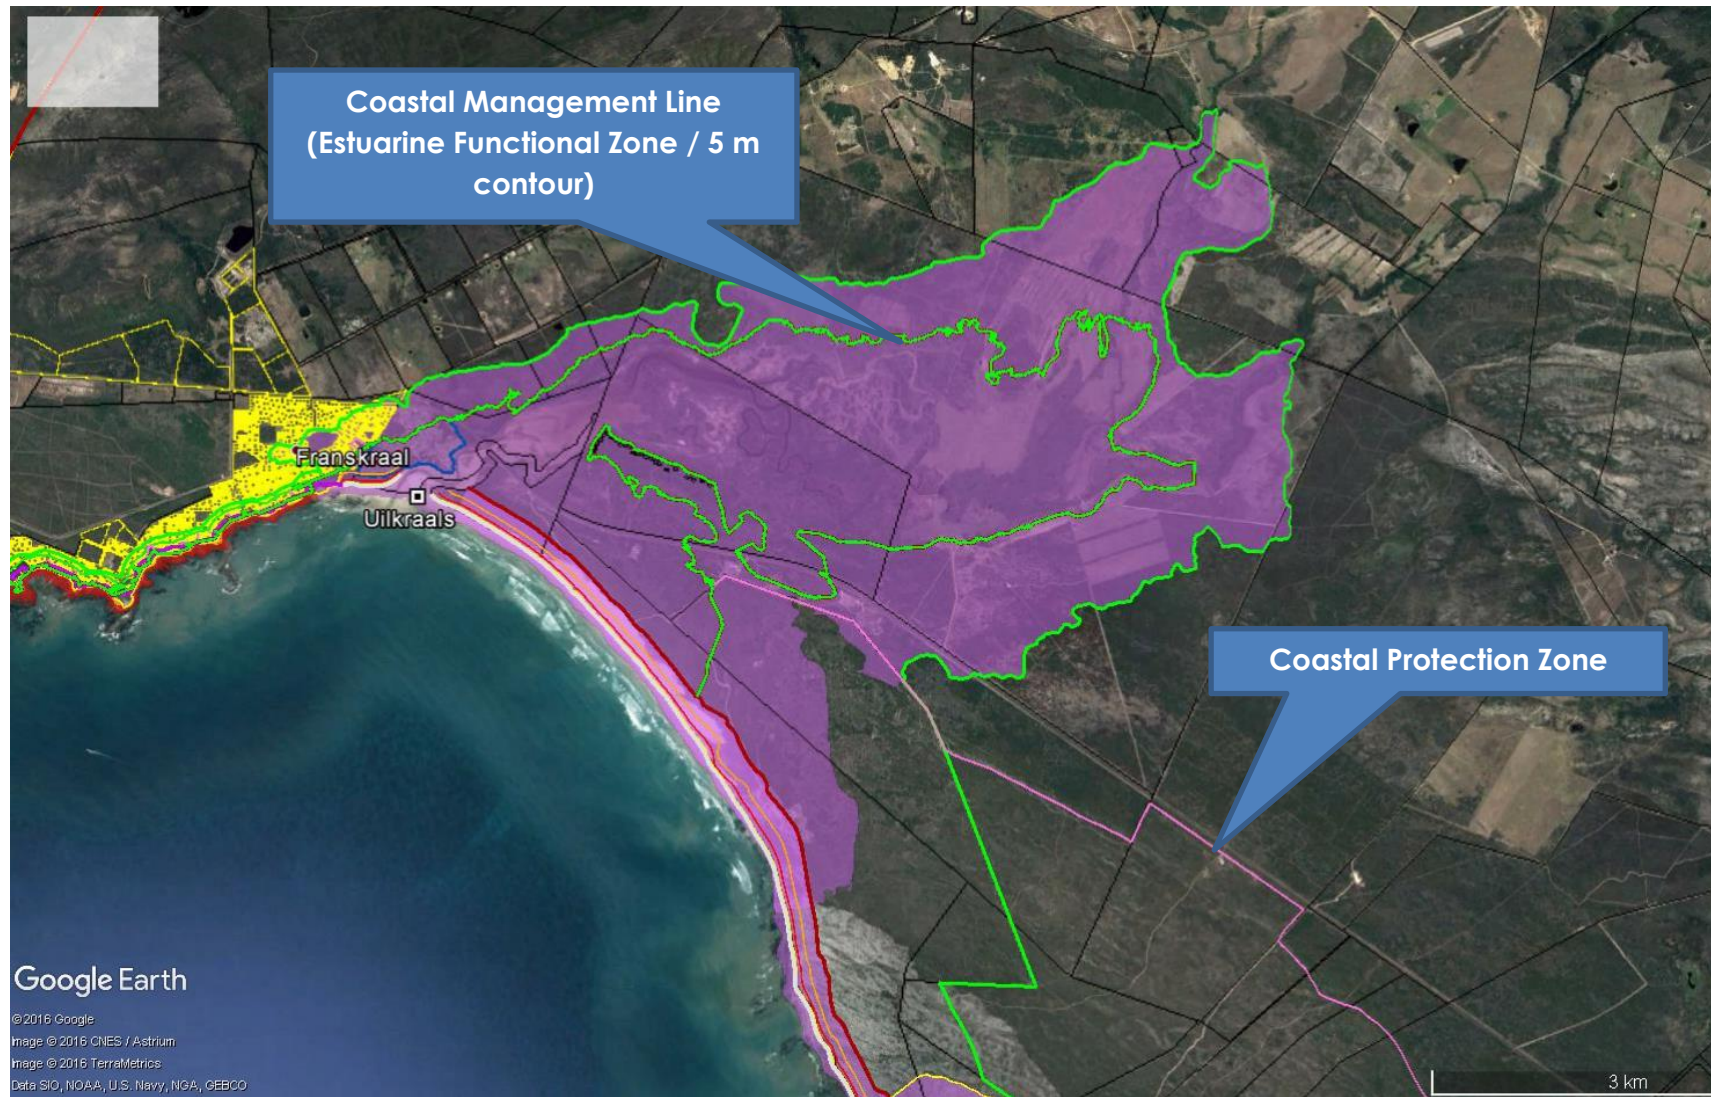 Coastal Management Line
(Estuarine Functional Zone / 5 m
contour)
Franskraal
Uilkraals
Coastal Protection Zone
Google Earth
©2016 Google
Image © 2016 CNES / Astrium
Image © 2016 TerraMetrics
Data SIO, NOAA, U.S. Navy, NGA, GEBCO
3 km